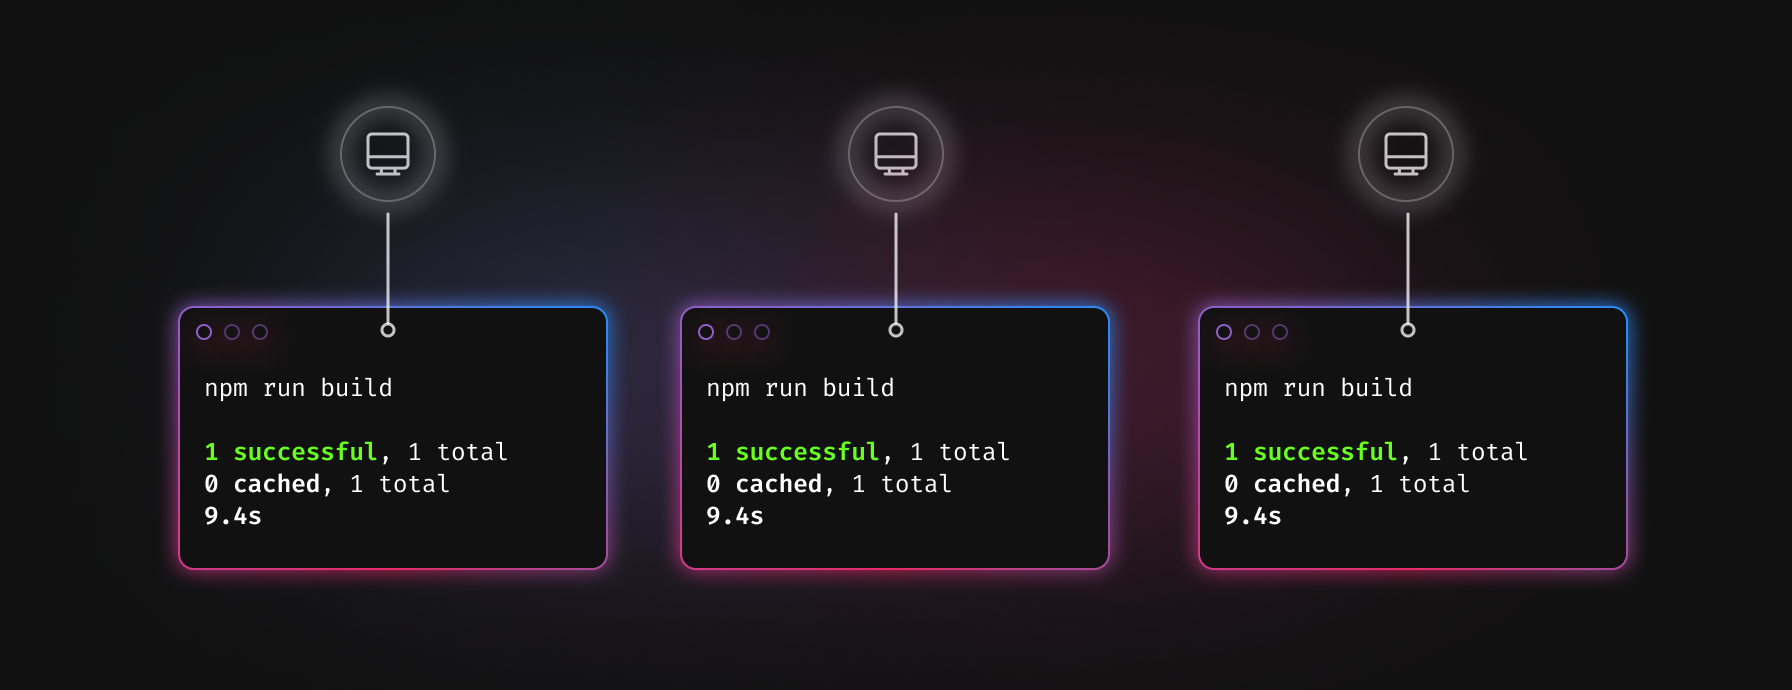 npm run build
1 successful, 1 total
0 cached, 1 total
9.4s
npm run build
1 successful, 1 total
0 cached, 1 total
9.4s
npm run build
1 successful, 1 total
0 cached, 1 total
9.4s